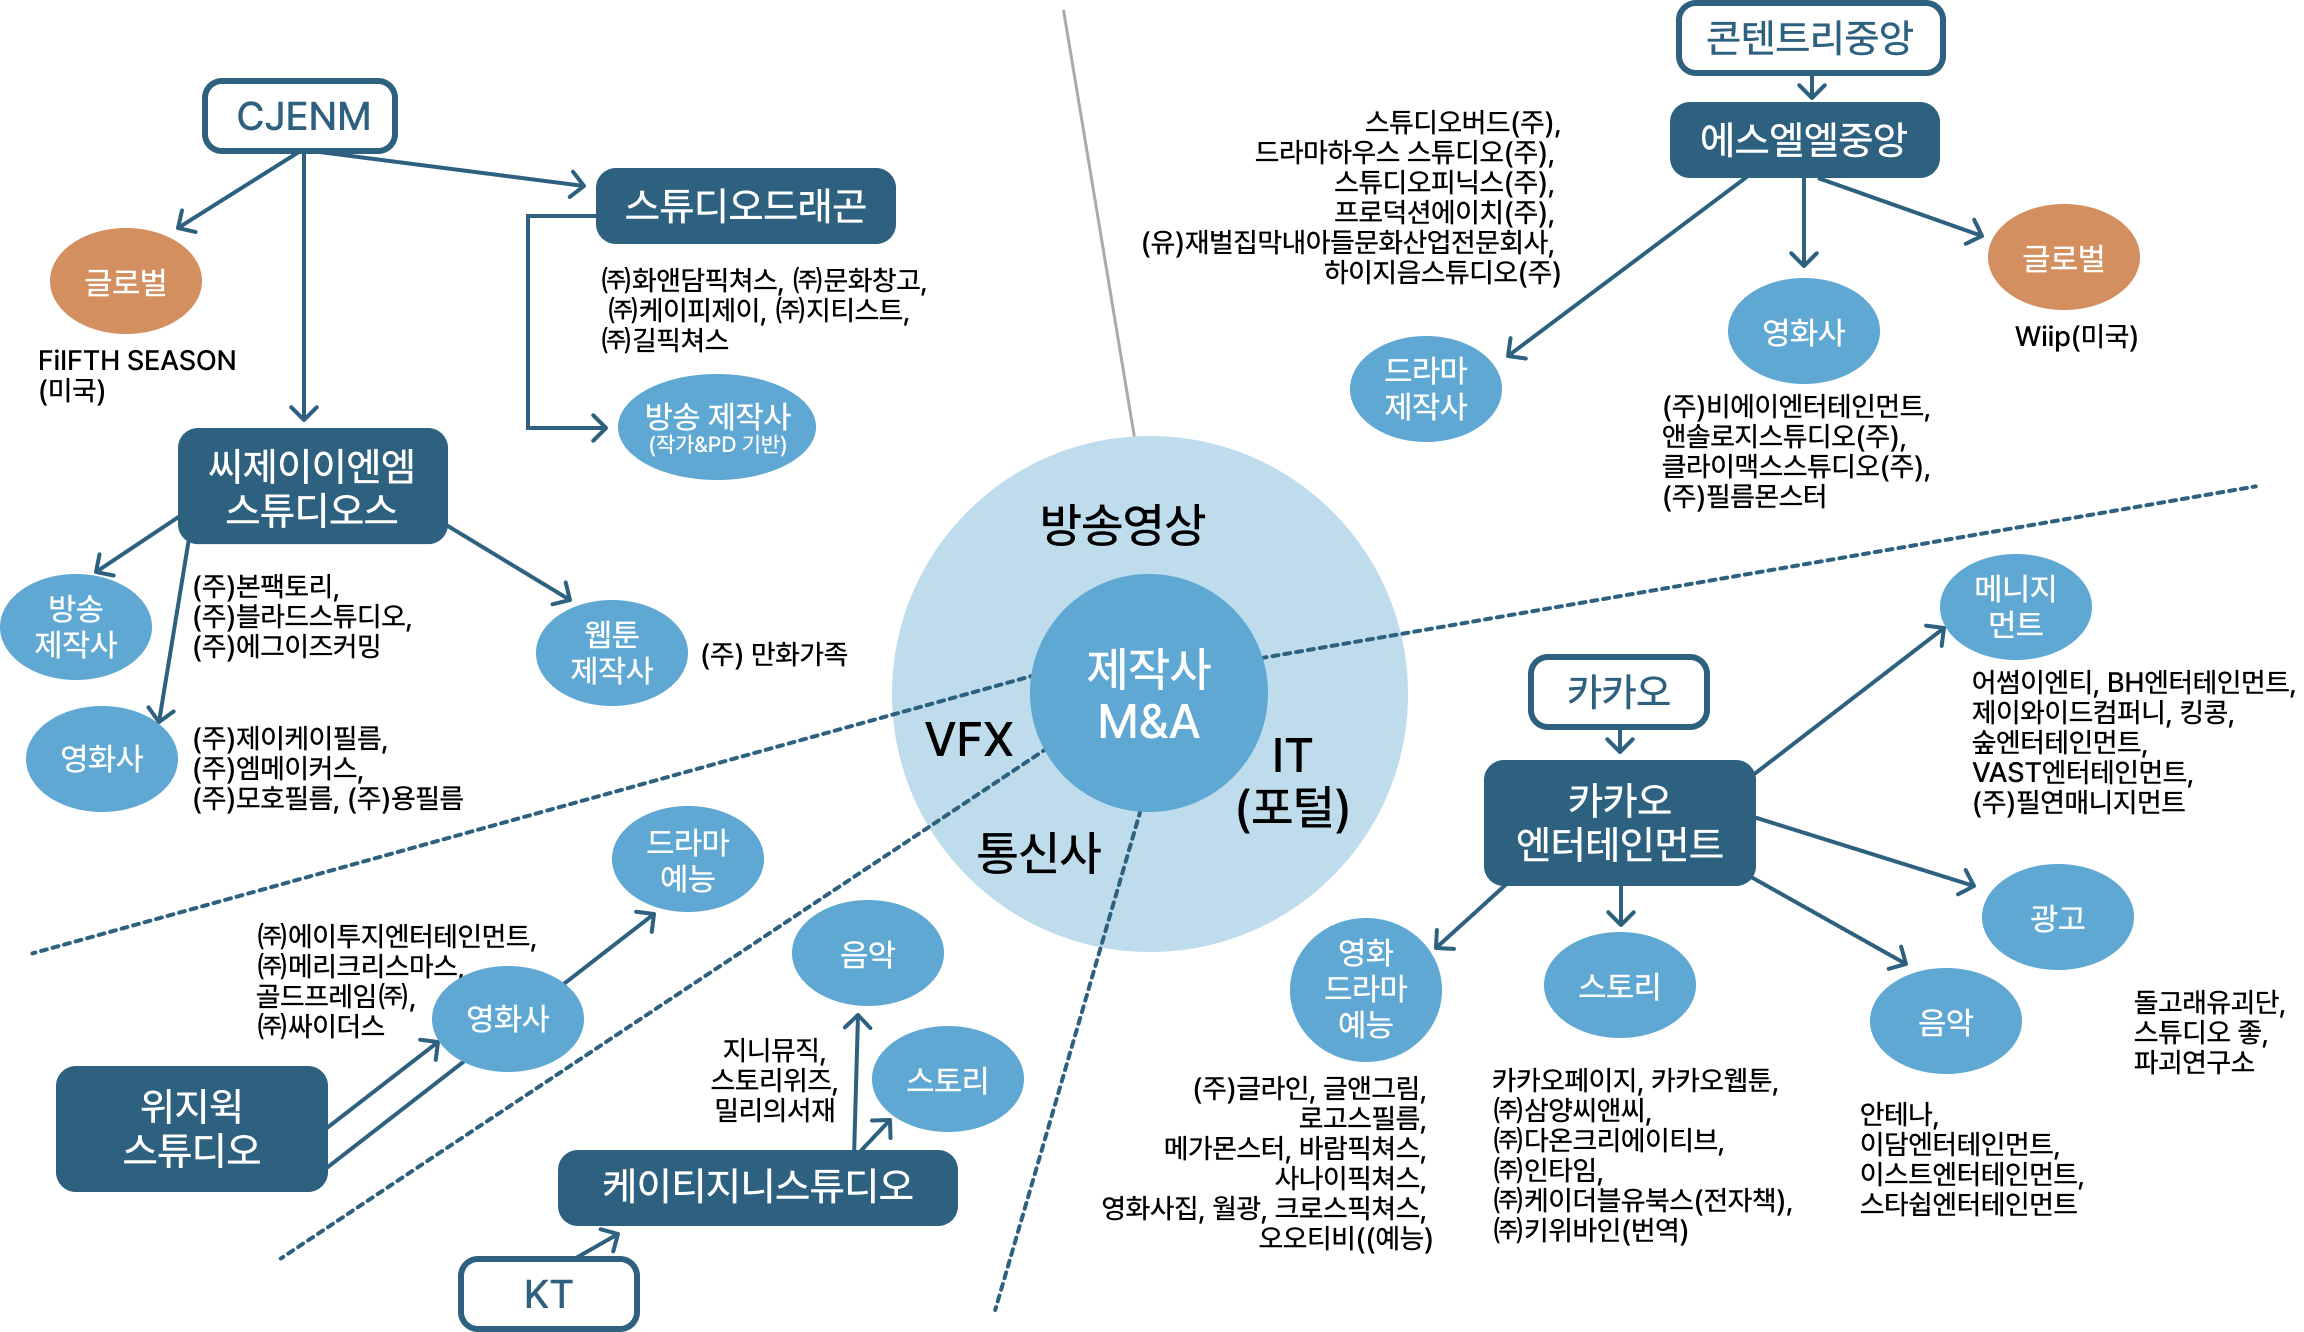 CJENM
글로벌
FiIFTH SEASON
(미국)
스튜디오드래곤
㈜화앤담픽쳐스, ㈜문화창고,
㈜케이피제이, ㈜지티스트,
㈜길픽쳐스
방송 제작사
(작가&PD 기반)
씨제이이엔엠
스튜디오스
방송
제작사
(주)본팩토리,
(주)블라드스튜디오,
(주)에그이즈커밍
영화사
(주)제이케이필름,
(주)엠메이커스,
(주)모호필름, (주)용필름
웹툰
제작사
(주) 만화가족
콘텐트리중앙
에스엘엘중앙
스튜디오버드(주),
드라마하우스 스튜디오(주),
스튜디오피닉스(주),
프로덕션에이치(주),
(유)재벌집막내아들문화산업전문회사,
하이지음스튜디오(주)
드라마
제작사
영화사
(주)비에이엔터테인먼트,
앤솔로지스튜디오(주),
클라이맥스스튜디오(주),
(주)필름몬스터
글로벌
Wiip(미국)
방송영상
제작사
M&A
VFX
IT
(포털)
통신사
카카오
카카오
엔터테인먼트
메니지
먼트
어썸이엔티, BH엔터테인먼트,
제이와이드컴퍼니, 킹콩,
숲엔터테인먼트,
VAST엔터테인먼트,
(주)필연매니지먼트
광고
돌고래유괴단,
스튜디오 좋,
파괴연구소
음악
안테나,
이담엔터테인먼트,
이스트엔터테인먼트,
스타쉽엔터테인먼트
스토리
카카오페이지, 카카오웹툰,
㈜삼양씨앤씨,
㈜다온크리에이티브,
㈜인타임,
㈜케이더블유북스(전자책),
㈜키위바인(번역)
영화
드라마
예능
(주)글라인, 글앤그림,
로고스필름,
메가몬스터, 바람픽쳐스,
사나이픽쳐스,
영화사집, 월광, 크로스픽쳐스,
오오티비((예능)
드라마
예능
㈜에이투지엔터테인먼트,
㈜메리크리스마스,
골드프레임㈜,
㈜싸이더스
영화사
위지윅
스튜디오
음악
스토리
지니뮤직,
스토리위즈,
밀리의서재
케이티지니스튜디오
KT